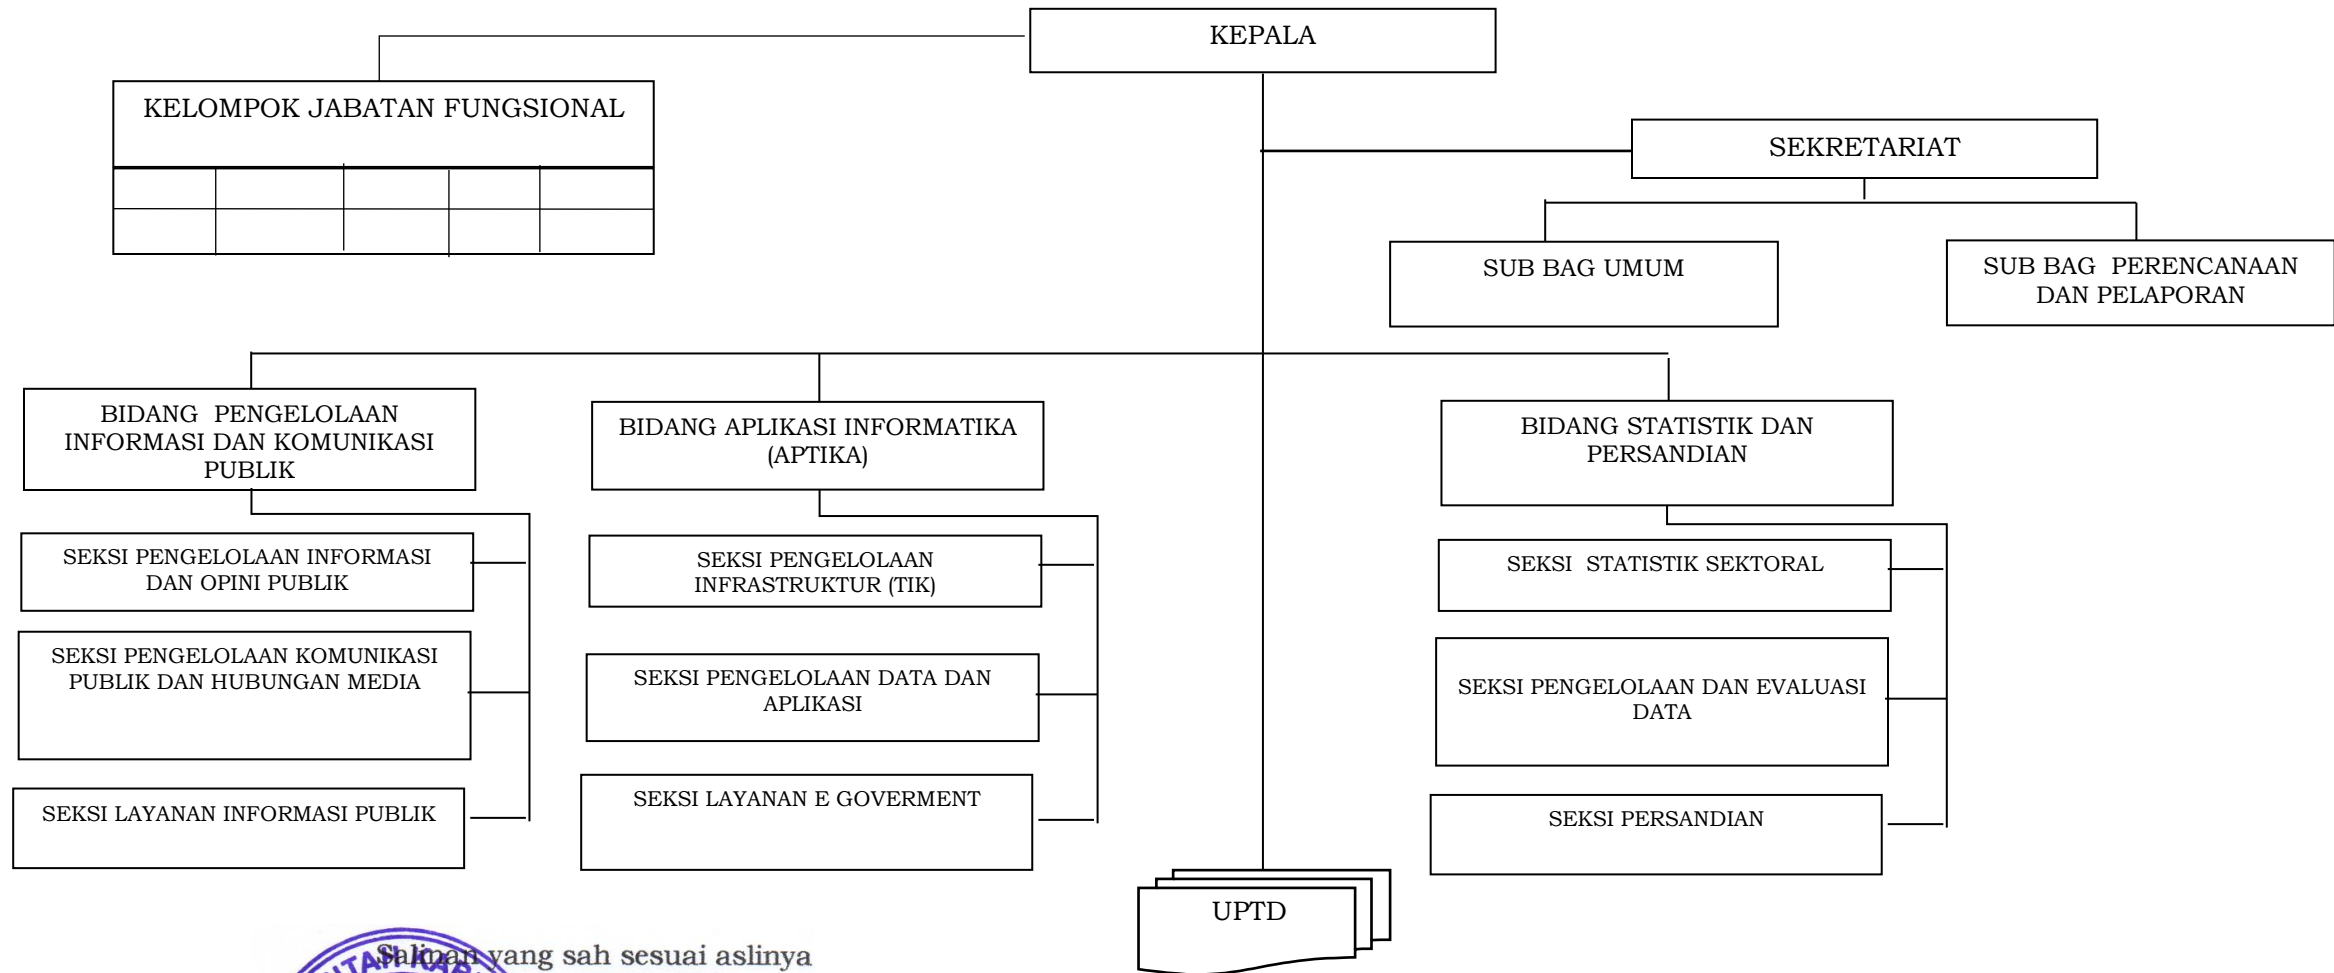 KEPALA
KELOMPOK JABATAN FUNGSIONAL
SEKRETARIAT
SUB BAG UMUM
SUB BAG PERENCANAAN
DAN PELAPORAN
BIDANG PENGELOLAAN
INFORMASI DAN KOMUNIKASI
PUBLIK
SEKSI PENGELOLAAN INFORMASI
DAN OPINI PUBLIK
SEKSI PENGELOLAAN KOMUNIKASI
PUBLIK DAN HUBUNGAN MEDIA
SEKSI LAYANAN INFORMASI PUBLIK
BIDANG APLIKASI INFORMATIKA
(APTIKA)
SEKSI PENGELOLAAN
INFRASTRUKTUR (TIK)
SEKSI PENGELOLAAN DATA DAN
APLIKASI
SEKSI LAYANAN E GOVERMENT
BIDANG STATISTIK DAN
PERSANDIAN
SEKSI STATISTIK SEKTORAL
SEKSI PENGELOLAAN DAN EVALUASI
DATA
SEKSI PERSANDIAN
UPTD
Salinan yang sah sesuai aslinya